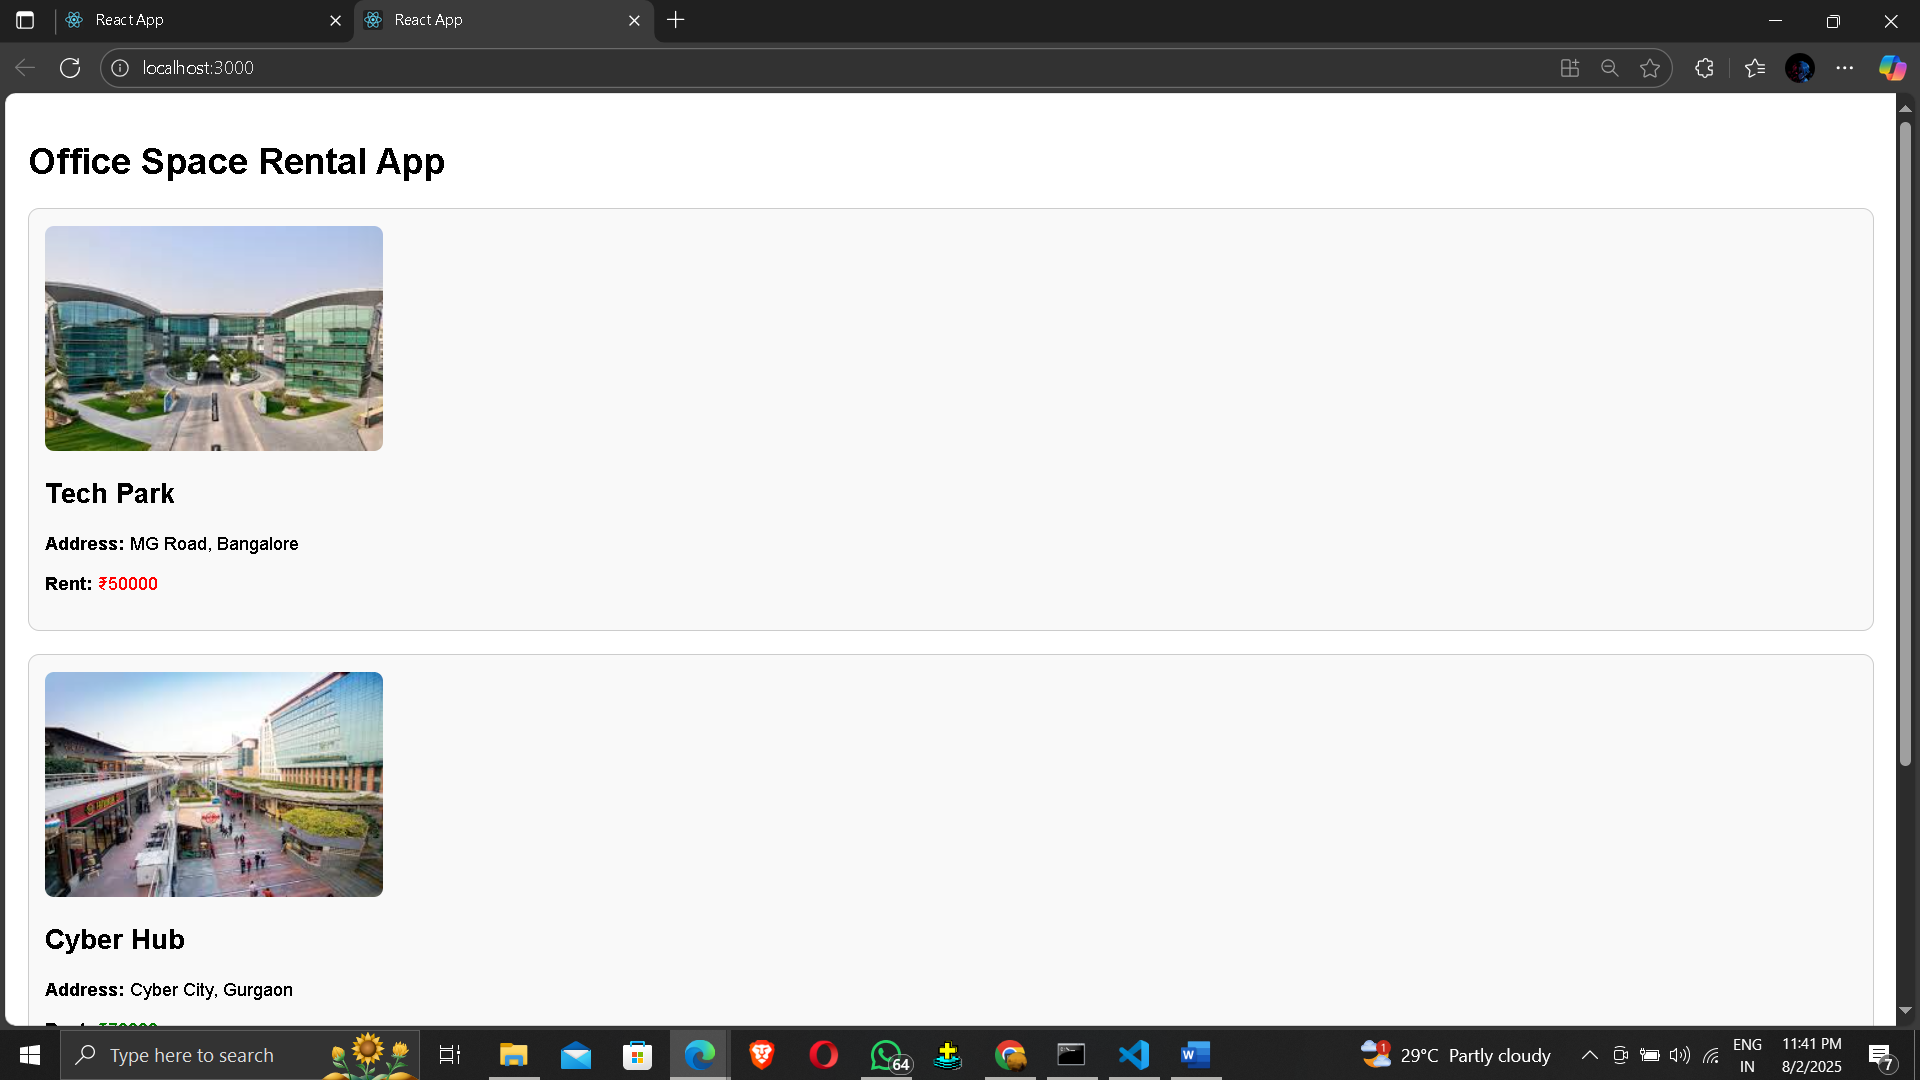 React App
React App
localhost:3000
Office Space Rental App
Tech Park
Address: MG Road, Bangalore
Rent: ₹50000
Cyber Hub
Address: Cyber City, Gurgaon
Type here to search
64
1
29°C Partly cloudy
ENG
IN
11:41 PM
8/2/2025
7